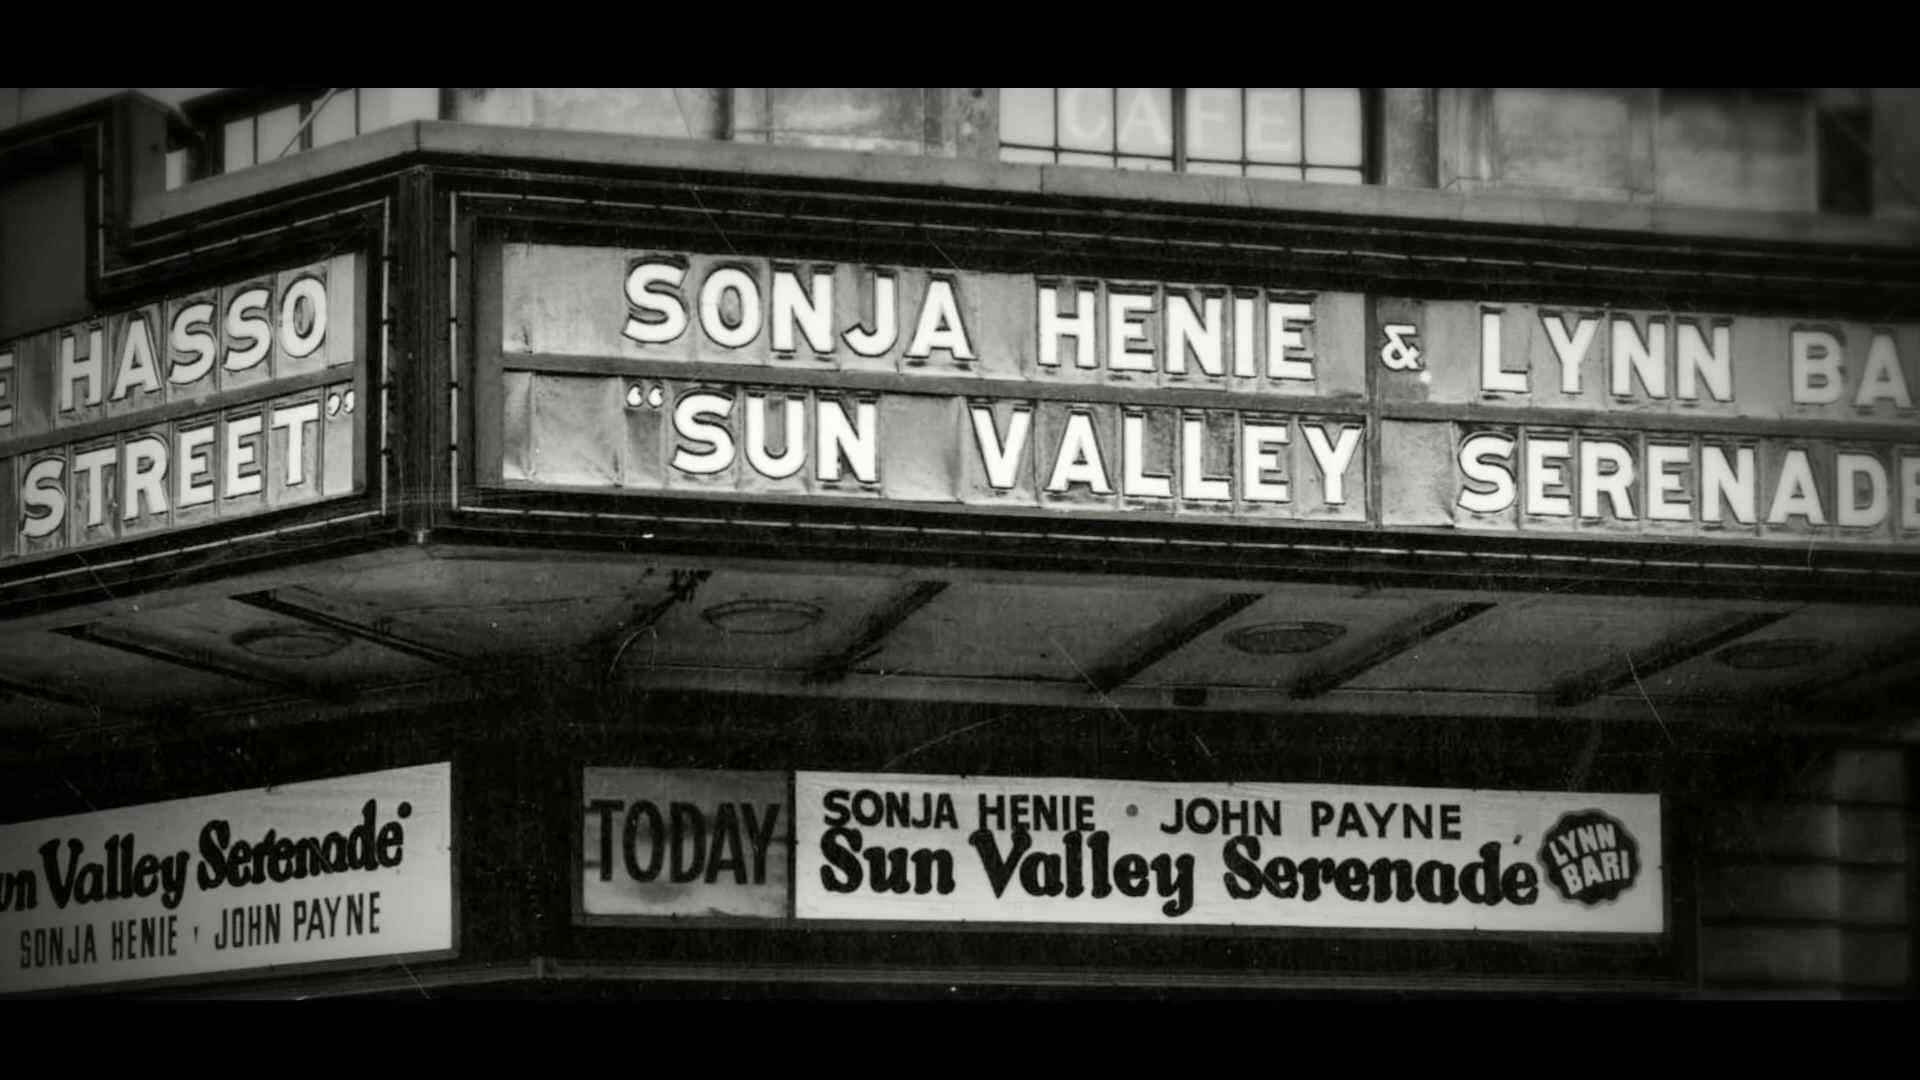 CAFE
HASSO
STREET”
SONJA HENIE & LYNN BA
“SUN VALLEY SERENADE
Valley Serenade
SONJA HENIE · JOHN PAYNE
TODAY
SONJA HENIE · JOHN PAYNE
Sun Valley Serenade
LYNN
BARI